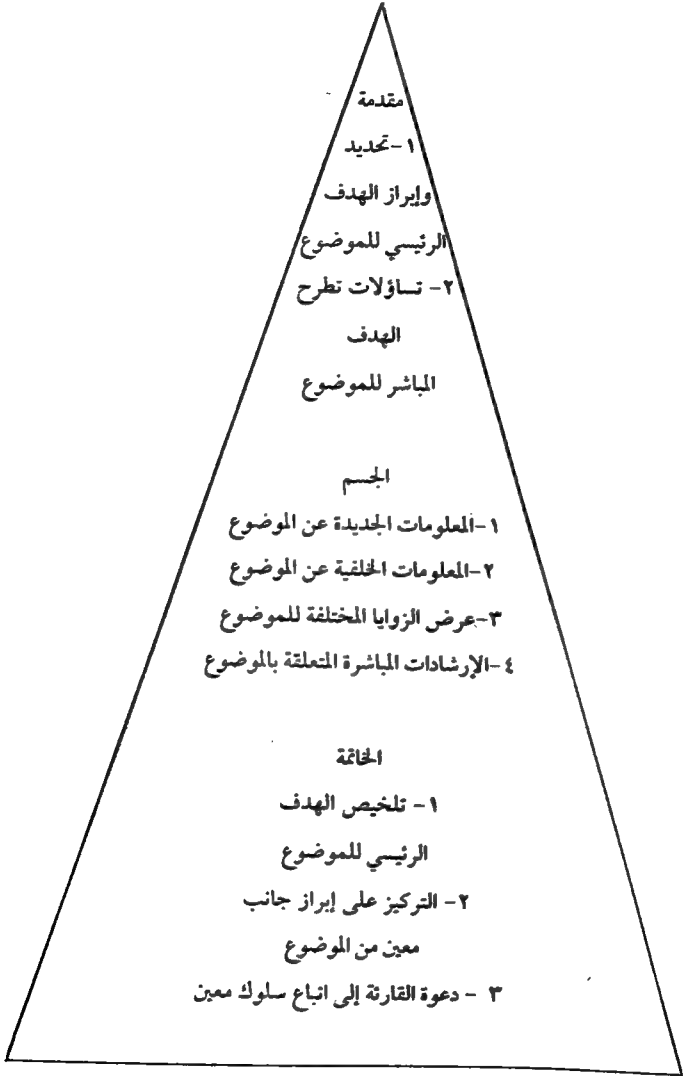 مقدمة
١-تحديد
وإبراز الهدف
الرئيسي للموضوع
٢- تساؤلات تطرح
الهدف
المباشر للموضوع
الجسم
١-المعلومات الجديدة عن الموضوع
٢-المعلومات الخلفية عن الموضوع
٣-عرض الزوايا المختلفة للموضوع
٤-الإرشادات المباشرة المتعلقة بالموضوع
الخاتمة
١- تلخيص الهدف
الرئيسي للموضوع
٢- التركيز على إبراز جانب
معين من الموضوع
٣ - دعوة القارئة إلى اتباع سلوك معين